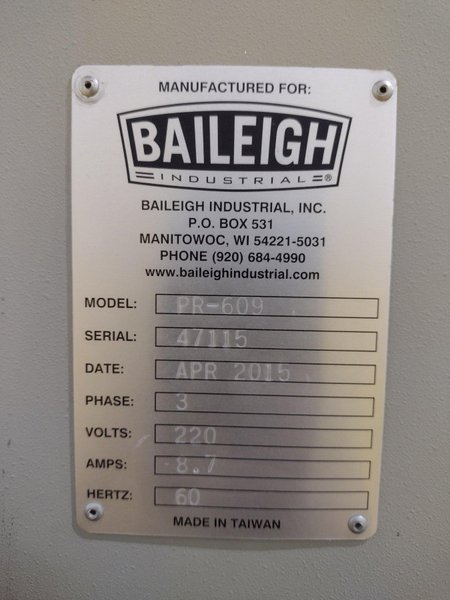 MANUFACTURED FOR:
BAILEIGH
INDUSTRIAL ®
BAILEIGH INDUSTRIAL, INC.
P.O. BOX 531
MANITOWOC, WI 54221-5031
PHONE (920) 684-4990
www.baileighindustrial.com
MODEL: PR-609
SERIAL: 47115
DATE: APR 2015
PHASE: 3
VOLTS: 220
AMPS: 8.7
HERTZ: 60
MADE IN TAIWAN